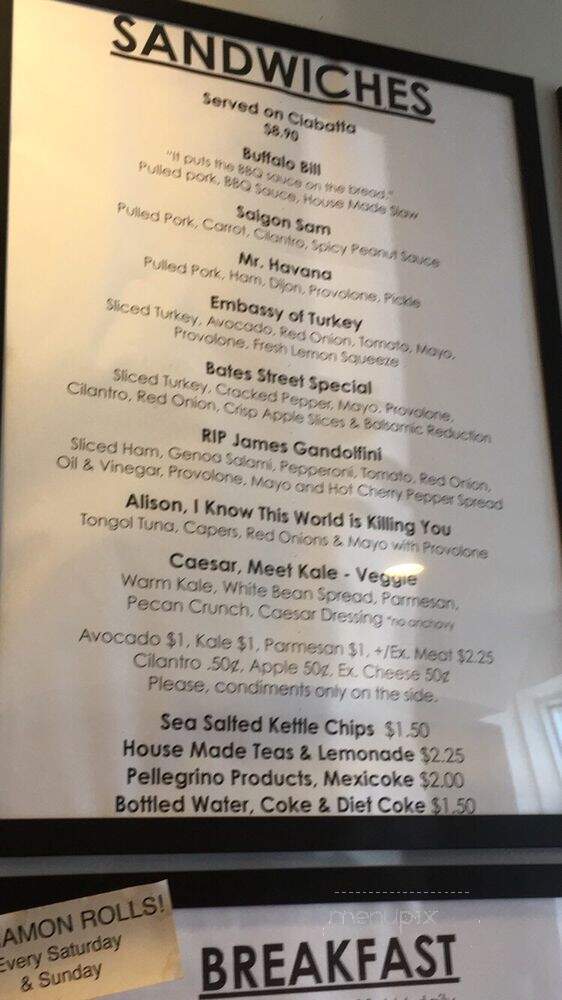 SANDWICHES
Served on Ciabatta
$8.90
Buffalo Bill
"It puts the BBQ sauce on the bread."
Pulled pork, BBQ Sauce, House Made Slaw
Saigon Sam
Pulled Pork, Carrot, Cilantro, Spicy Peanut Sauce
Mr. Havana
Pulled Pork, Ham, Dijon, Provolone, Pickle
Embassy of Turkey
Sliced Turkey, Avocado, Red Onion, Tomato, Mayo,
Provolone, Fresh Lemon Squeeze
Bates Street Special
Sliced Turkey, Cracked Pepper, Mayo, Provolone,
Cilantro, Red Onion, Crisp Apple Slices & Balsamic Reduction
RIP James Gandolfini
Sliced Ham, Genoa Salami, Pepperoni, Tomato, Red Onion,
Oil & Vinegar, Provolone, Mayo and Hot Cherry Pepper Spread
Alison, I Know This World is Killing You
Tongol Tuna, Capers, Red Onions & Mayo with Provolone
Caesar, Meet Kale - Veggie
Warm Kale, White Bean Spread, Parmesan,
Pecan Crunch, Caesar Dressing *no anchovy
Avocado $1, Kale $1, Parmesan $1, +/Ex. Meat $2.25
Cilantro .50¢, Apple 50¢, Ex. Cheese 50¢
Please, condiments only on the side.
Sea Salted Kettle Chips $1.50
House Made Teas & Lemonade $2.25
Pellegrino Products, Mexicoke $2.00
Bottled Water, Coke & Diet Coke $1.50
AMON ROLLS!
Every Saturday
& Sunday
menupix
BREAKFAST